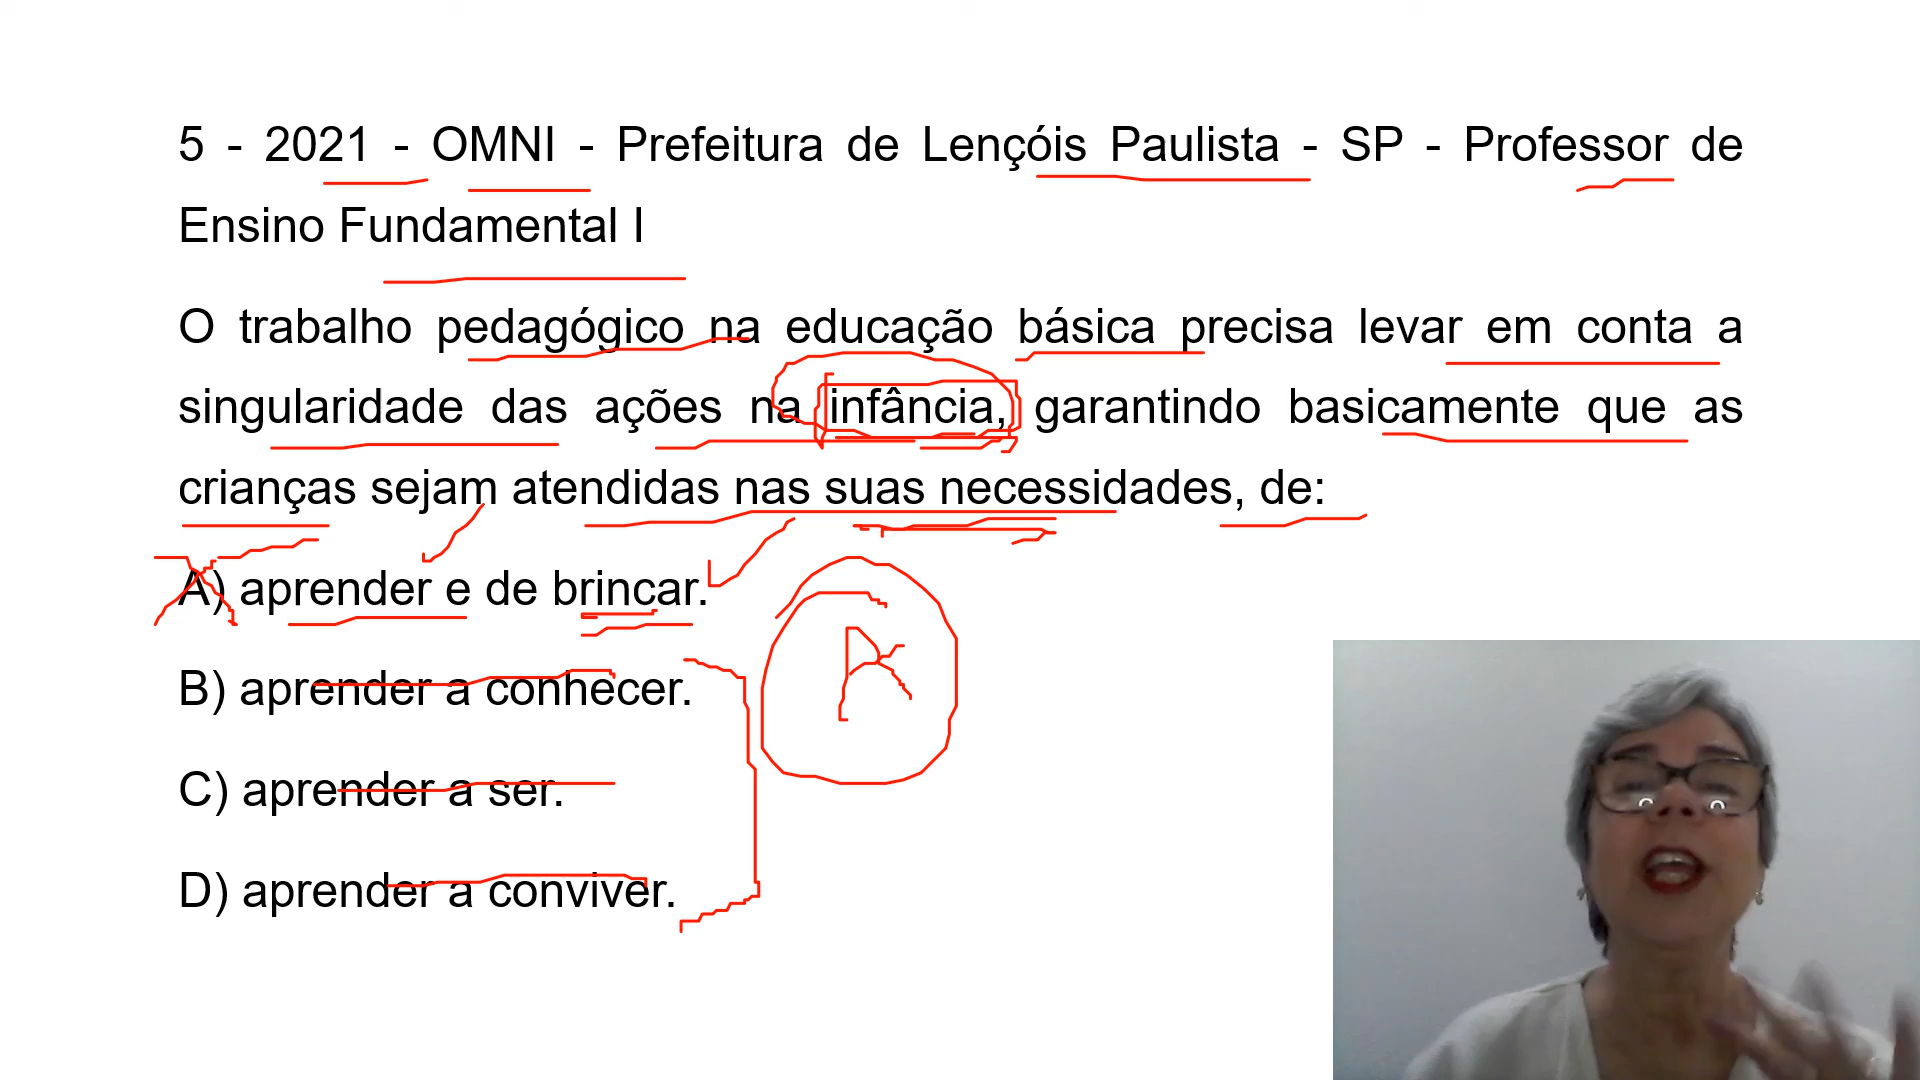 5 - 2021 - OMNI - Prefeitura de Lençóis Paulista - SP - Professor de
Ensino Fundamental I
O trabalho pedagógico na educação básica precisa levar em conta a
singularidade das ações na infância, garantindo basicamente que as
crianças sejam atendidas nas suas necessidades, de:
A) aprender e de brincar.
B) aprender a conhecer.
C) aprender a ser.
D) aprender a conviver.